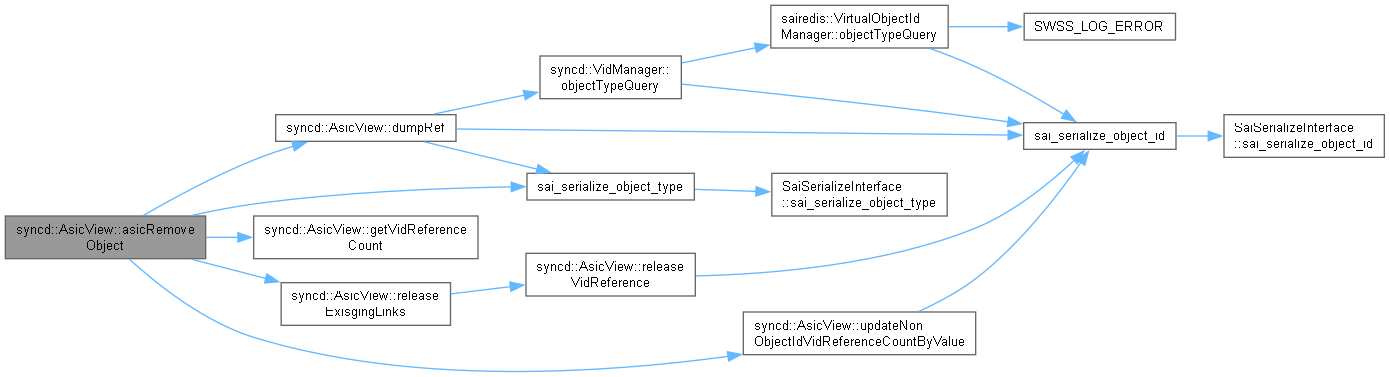 sairedis::VirtualObjectId
Manager::objectTypeQuery
SWSS_LOG_ERROR
syncd::VidManager::
objectTypeQuery
syncd::AsicView::dumpRef
sai_serialize_object_id
SaiSerializeInterface
::sai_serialize_object_id
sai_serialize_object_type
SaiSerializeInterface
::sai_serialize_object_type
syncd::AsicView::asicRemove
Object
syncd::AsicView::getVidReference
Count
syncd::AsicView::release
VidReference
syncd::AsicView::release
ExisgingLinks
syncd::AsicView::updateNon
ObjectIdVidReferenceCountByValue